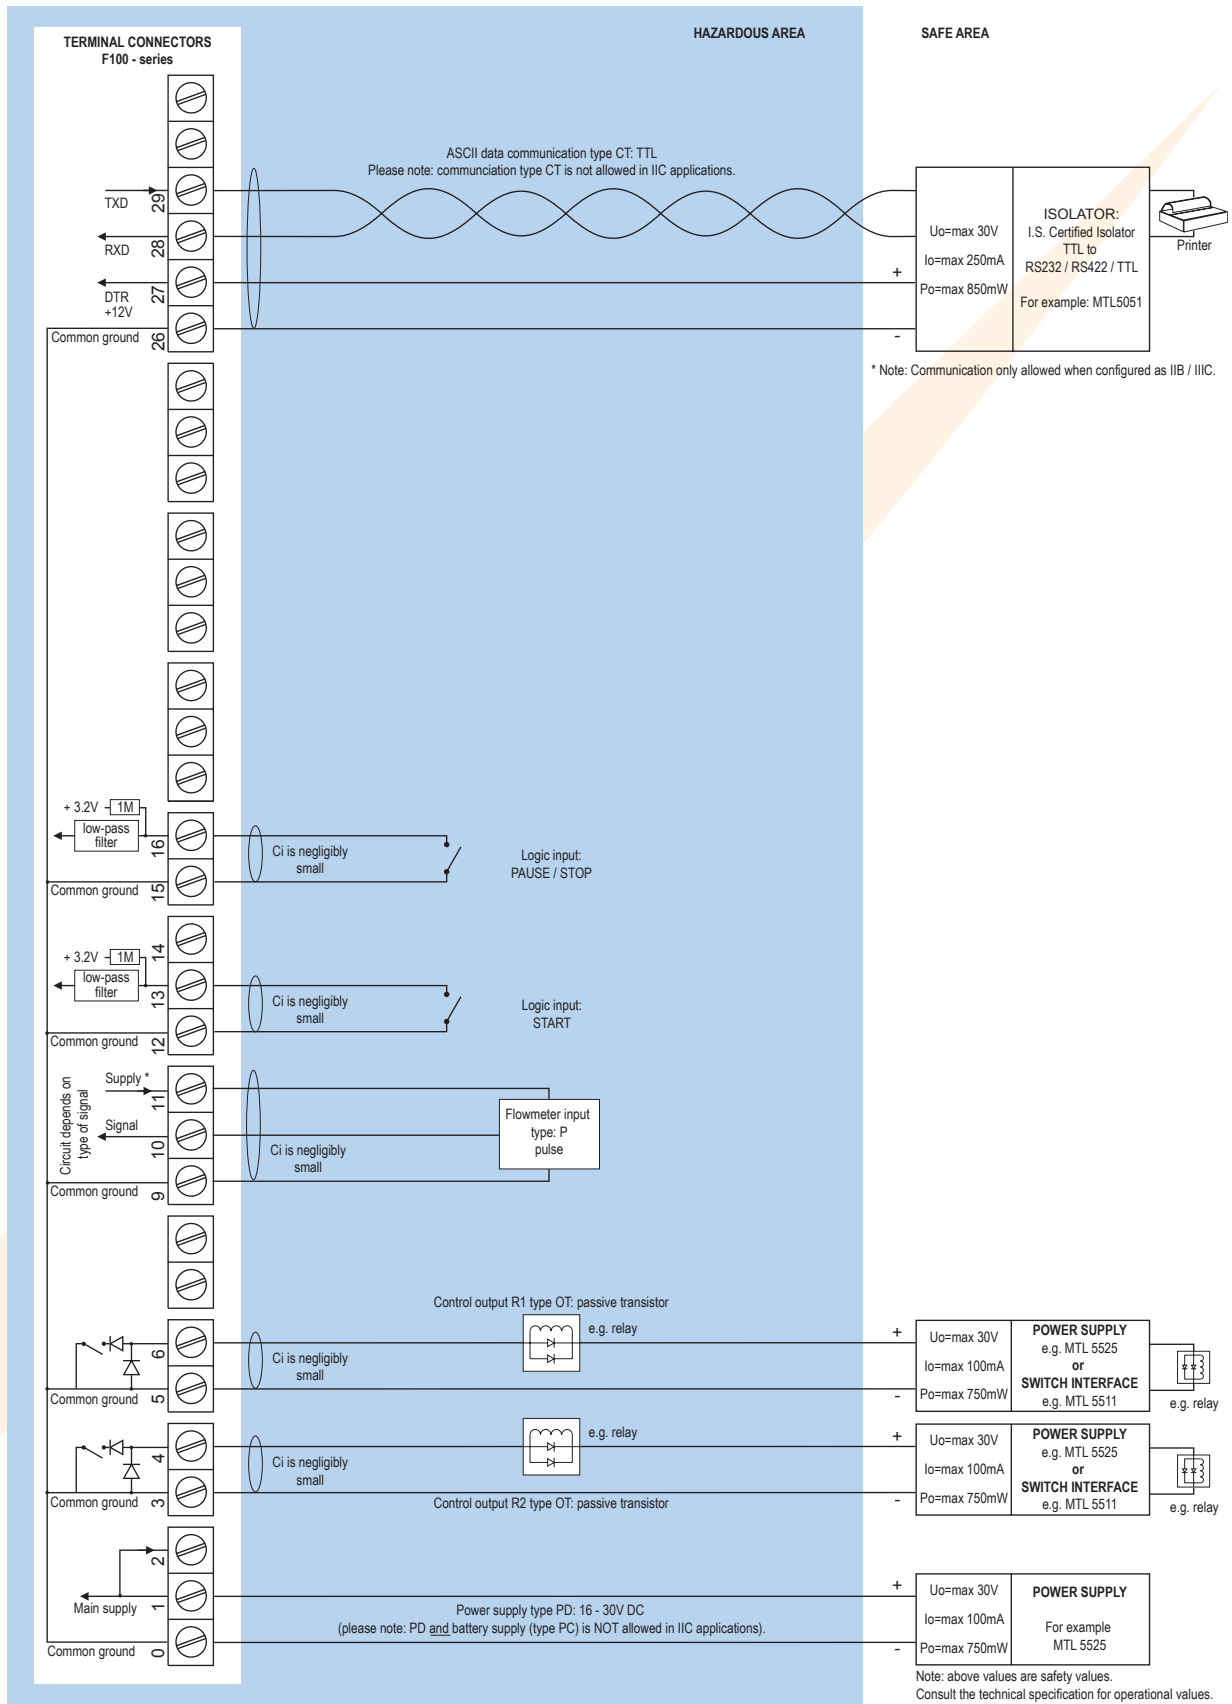 HAZARDOUS AREA
SAFE AREA
TERMINAL CONNECTORS
F100 - series
ASCII data communication type CT: TTL
Please note: communciation type CT is not allowed in IIC applications.
TXD
29
RXD
28
DTR
+12V
27
Common ground
26
+
-
Uo=max 30V
Io=max 250mA
Po=max 850mW
ISOLATOR:
I.S. Certified Isolator
TTL to
RS232 / RS422 / TTL
For example: MTL5051
Printer
* Note: Communication only allowed when configured as IIB / IIIC.
+ 3.2V
1M
low-pass
filter
16
Common ground
15
Ci is negligibly
small
Logic input:
PAUSE / STOP
14
+ 3.2V
1M
low-pass
filter
13
Common ground
12
Ci is negligibly
small
Logic input:
START
Circuit depends on
type of signal
Supply *
11
Signal
10
Common ground
9
Ci is negligibly
small
Flowmeter input
type: P
pulse
Control output R1 type OT: passive transistor
e.g. relay
6
Common ground
5
Ci is negligibly
small
+
-
Uo=max 30V
Io=max 100mA
Po=max 750mW
POWER SUPPLY
e.g. MTL 5525
or
SWITCH INTERFACE
e.g. MTL 5511
e.g. relay
e.g. relay
4
Common ground
3
Ci is negligibly
small
Control output R2 type OT: passive transistor
+
-
Uo=max 30V
Io=max 100mA
Po=max 750mW
POWER SUPPLY
e.g. MTL 5525
or
SWITCH INTERFACE
e.g. MTL 5511
e.g. relay
2
Main supply
1
Common ground
0
Power supply type PD: 16 - 30V DC
(please note: PD and battery supply (type PC) is NOT allowed in IIC applications).
+
-
Uo=max 30V
Io=max 100mA
Po=max 750mW
POWER SUPPLY
For example
MTL 5525
Note: above values are safety values.
Consult the technical specification for operational values.